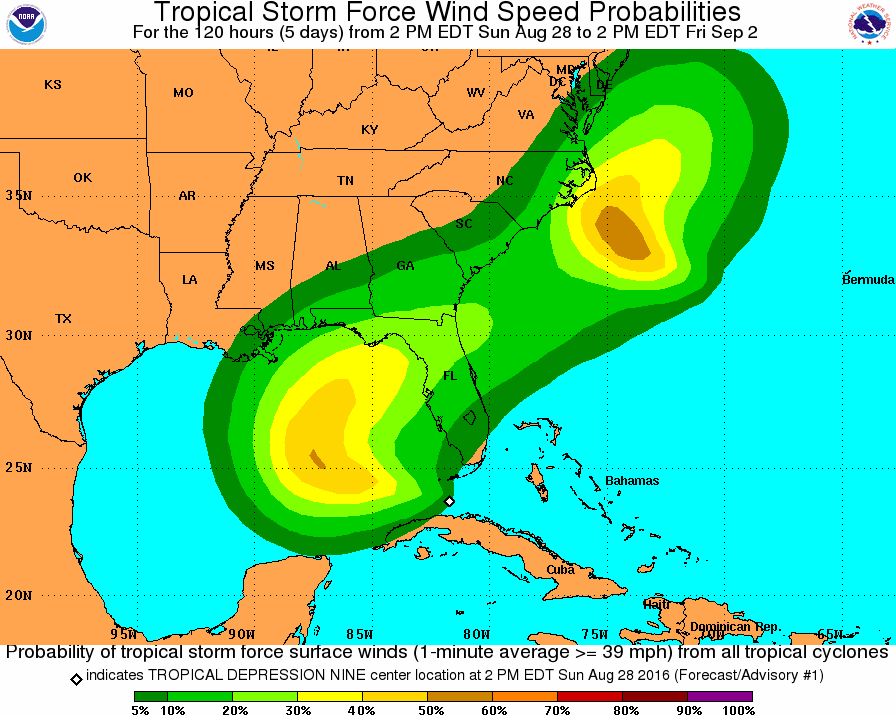 Tropical Storm Force Wind Speed Probabilities
For the 120 hours (5 days) from 2 PM EDT Sun Aug 28 to 2 PM EDT Fri Sep 2
NOAA
NATIONAL WEATHER SERVICE
MD
DC
DE
KS
MO
WV
VA
KY
OK
TN
NC
35N
AR
SC
MS
AL
GA
LA
Bermuda
TX
30N
FL
25N
Bahamas
Cuba
20N
Haiti
Dominican Rep.
95W 90W 85W 80W 75W 70W 65W
Probability of tropical storm force surface winds (1-minute average >= 39 mph) from all tropical cyclones
indicates TROPICAL DEPRESSION NINE center location at 2 PM EDT Sun Aug 28 2016 (Forecast/Advisory #1)
5% 10% 20% 30% 40% 50% 60% 70% 80% 90% 100%